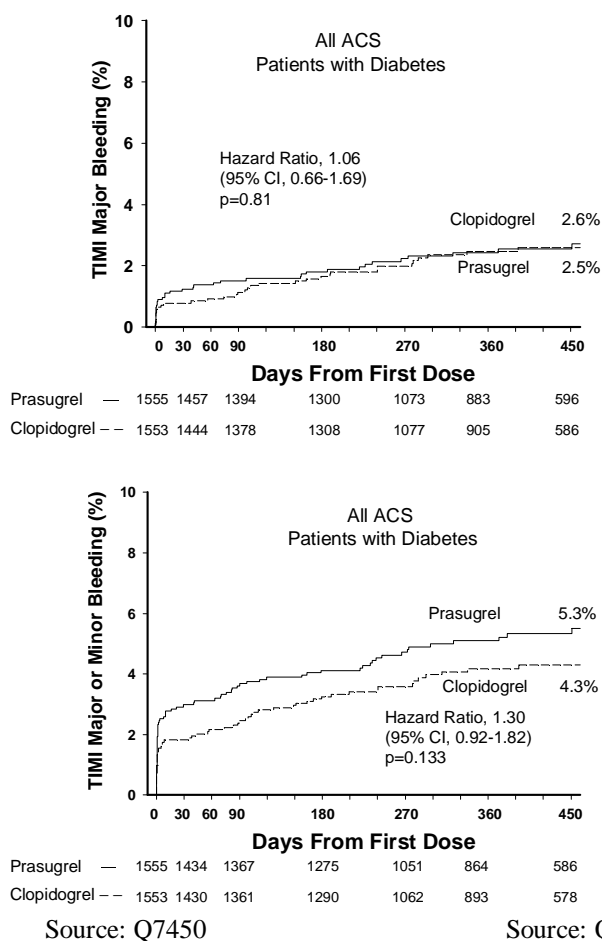 All ACS
Patients with Diabetes
TIMI Major Bleeding (%)
10
8
6
4
2
0
Hazard Ratio, 1.06
(95% CI, 0.66-1.69)
p=0.81
Clopidogrel 2.6%
Prasugrel 2.5%
0 30 60 90 180 270 360 450
Days From First Dose
Prasugrel — 1555 1457 1394 1300 1073 883 596
Clopidogrel – – 1553 1444 1378 1308 1077 905 586
All ACS
Patients with Diabetes
TIMI Major or Minor Bleeding (%)
10
8
6
4
2
0
Prasugrel 5.3%
Clopidogrel 4.3%
Hazard Ratio, 1.30
(95% CI, 0.92-1.82)
p=0.133
0 30 60 90 180 270 360 450
Days From First Dose
Prasugrel — 1555 1434 1367 1275 1051 864 586
Clopidogrel – – 1553 1430 1361 1290 1062 893 578
Source: Q7450 Source: